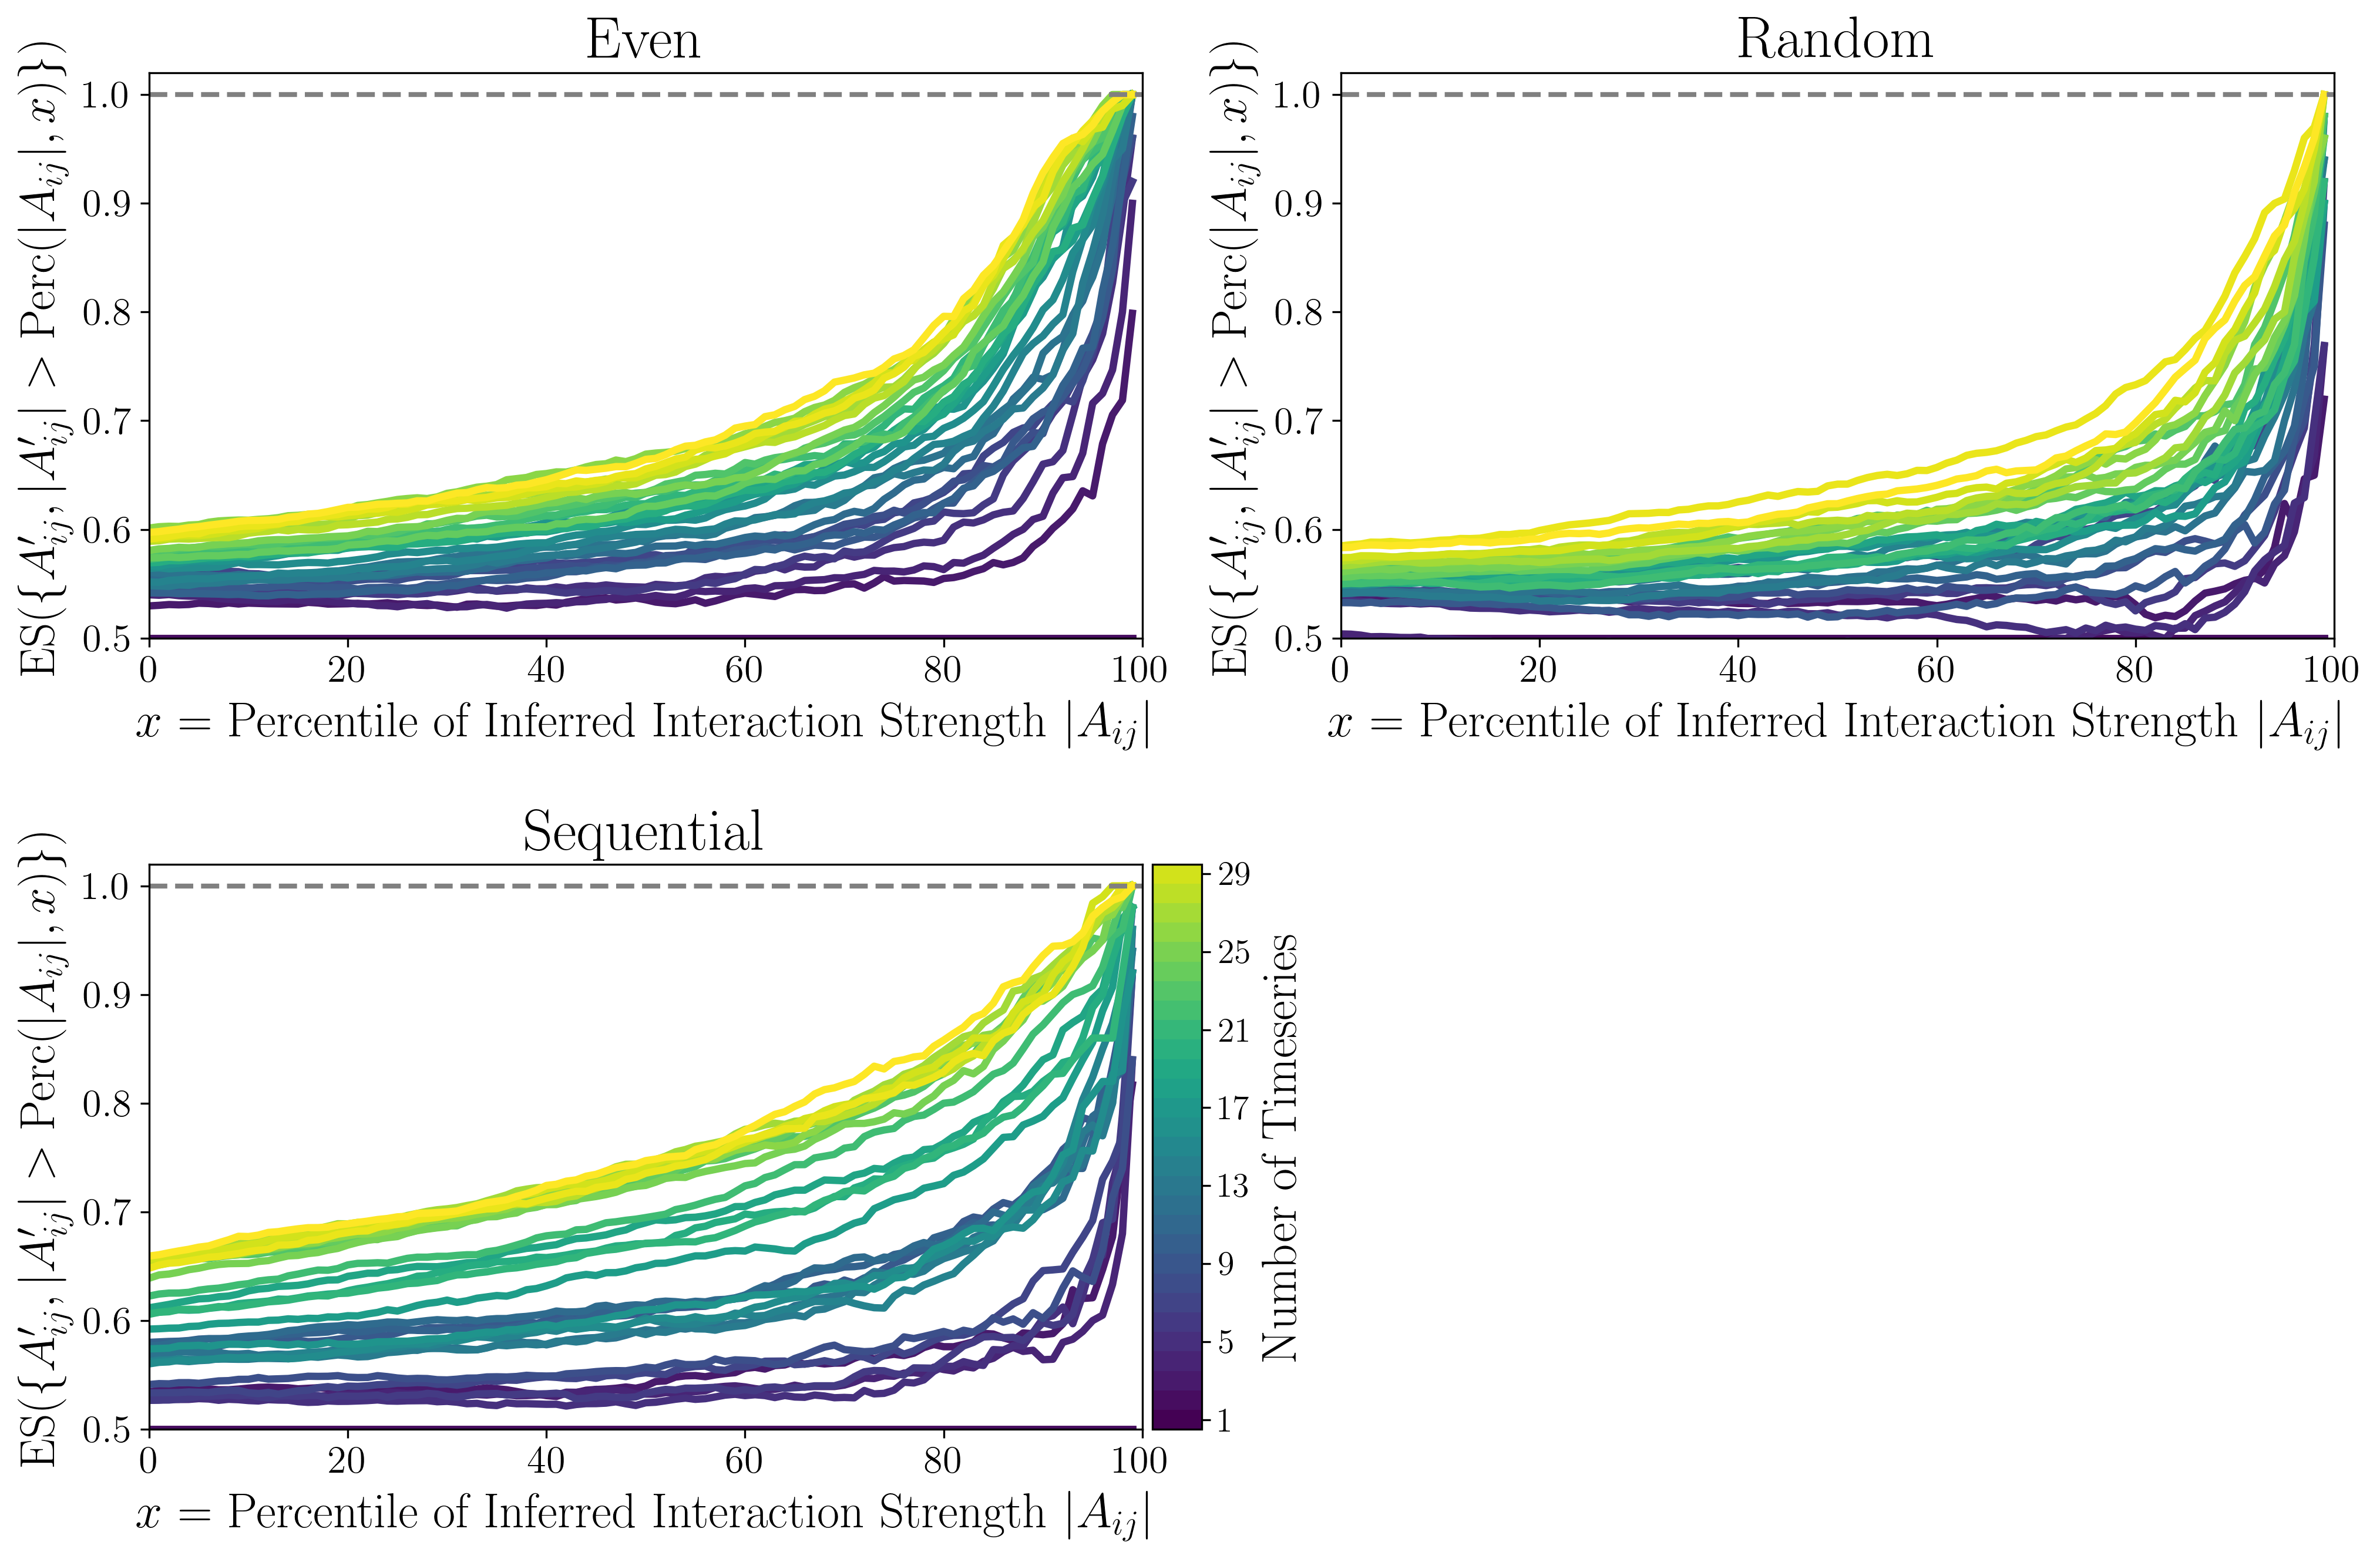 Even
ES({A′ij, |A′ij| > Perc(|Aij|, x)})
1.0
0.9
0.8
0.7
0.6
0.5
0 20 40 60 80 100
x = Percentile of Inferred Interaction Strength |Aij|
Random
ES({A′ij, |A′ij| > Perc(|Aij|, x)})
1.0
0.9
0.8
0.7
0.6
0.5
0 20 40 60 80 100
x = Percentile of Inferred Interaction Strength |Aij|
Sequential
ES({A′ij, |A′ij| > Perc(|Aij|, x)})
1.0
0.9
0.8
0.7
0.6
0.5
0 20 40 60 80 100
x = Percentile of Inferred Interaction Strength |Aij|
29
25
21
17
13
9
5
1
Number of Timeseries